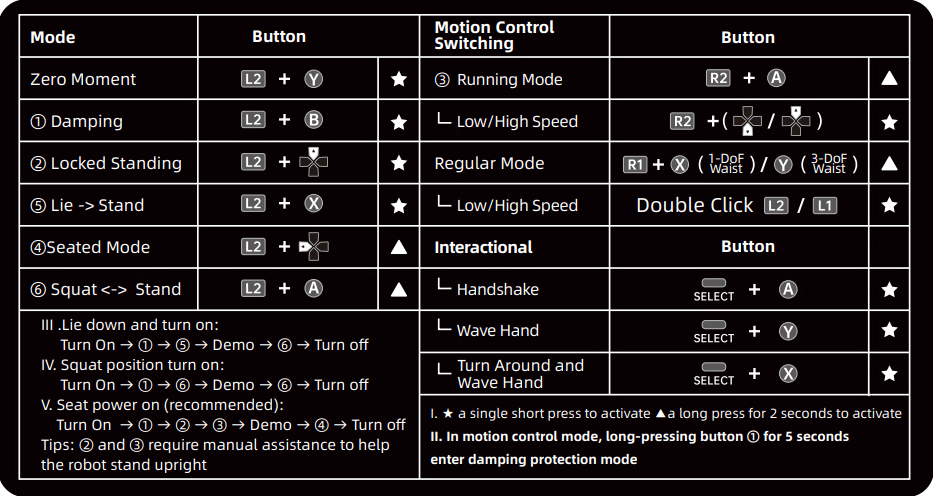 Mode Button Motion Control Switching Button
Zero Moment L2 + Y ★ ③ Running Mode R2 + A ▲
① Damping L2 + B ★ Low/High Speed R2 + ( / )  ★
② Locked Standing L2 + ★ Regular Mode R1 + X ( 1-DoF Waist ) / Y ( 3-DoF Waist ) ▲
⑤ Lie -> Stand L2 + X ★ Low/High Speed Double Click L2 / L1 ★
④Seated Mode L2 + ▲ Interactional Button
⑥ Squat <-> Stand L2 + A ▲ Handshake SELECT + A ★
Wave Hand SELECT + Y ★
Turn Around and Wave Hand SELECT + X ★
III .Lie down and turn on:
Turn On → ① → ⑤ → Demo → ⑥ → Turn off
IV. Squat position turn on:
Turn On → ① → ⑥ → Demo → ⑥ → Turn off
V. Seat power on (recommended):
Turn On → ① → ② → ③ → Demo → ④ → Turn off
Tips: ② and ③ require manual assistance to help
the robot stand upright
I. ★ a single short press to activate ▲a long press for 2 seconds to activate
II. In motion control mode, long-pressing button ① for 5 seconds
enter damping protection mode